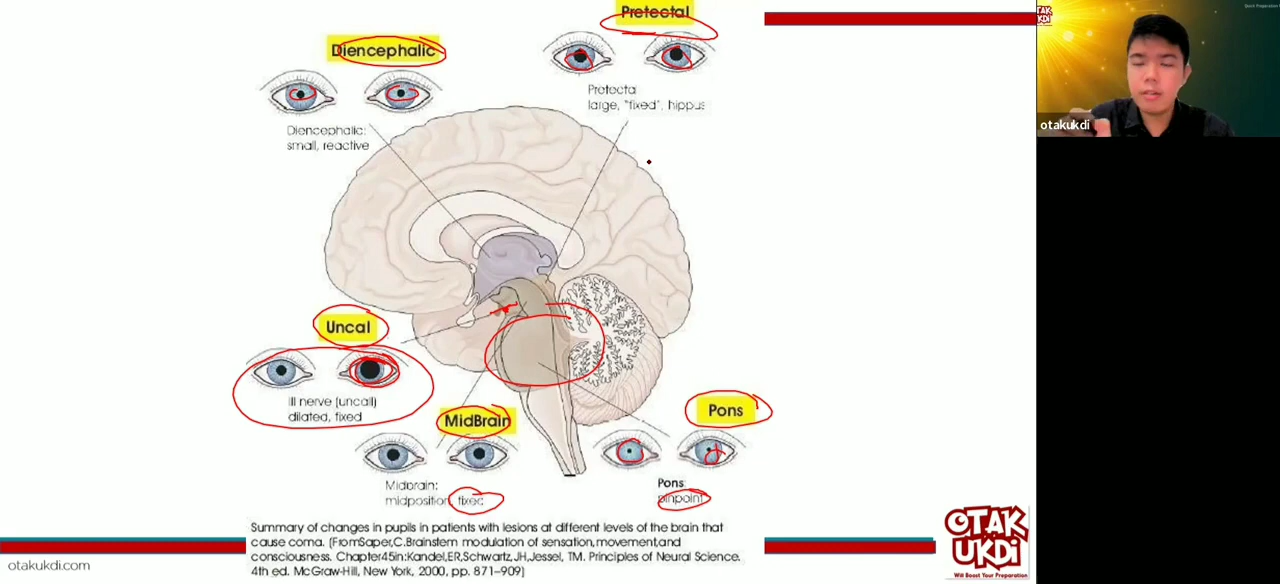 Pretectal
Diencephalic
Pretectal
large, "fixed", hippus
Diencephalic:
small, reactive
Uncal
III nerve (uncall)
dilated, fixed
MidBrain
Pons
Midbrain:
midposition, fixed
Pons:
pinpoint
Summary of changes in pupils in patients with lesions at different levels of the brain that
cause coma. (FromSaper,C.Brainstem modulation of sensation,movement,and
consciousness. Chapter45in:Kandel,ER,Schwartz,JH,Jessel, TM. Principles of Neural Science.
4th ed. McGraw-Hill, New York, 2000, pp. 871-909)
otakukdi.com
OTAK
UKDi
Will Boost Your Preparation
otakukdi